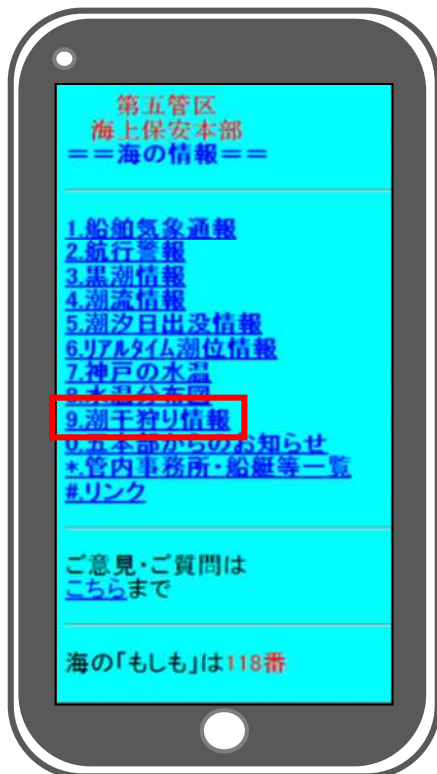 第五管区
海上保安本部
==海の情報==
1.船舶気象通報
2.航行警報
3.黒潮情報
4.潮流情報
5.潮汐日出没情報
6.リアルタイム潮位情報
7.神戸の水温
8.水温分布図
9.潮干狩り情報
0.五本部からのお知らせ
*.管内事務所・船艇等一覧
#.リンク
ご意見・ご質問は
こちらまで
海の「もしも」は118番